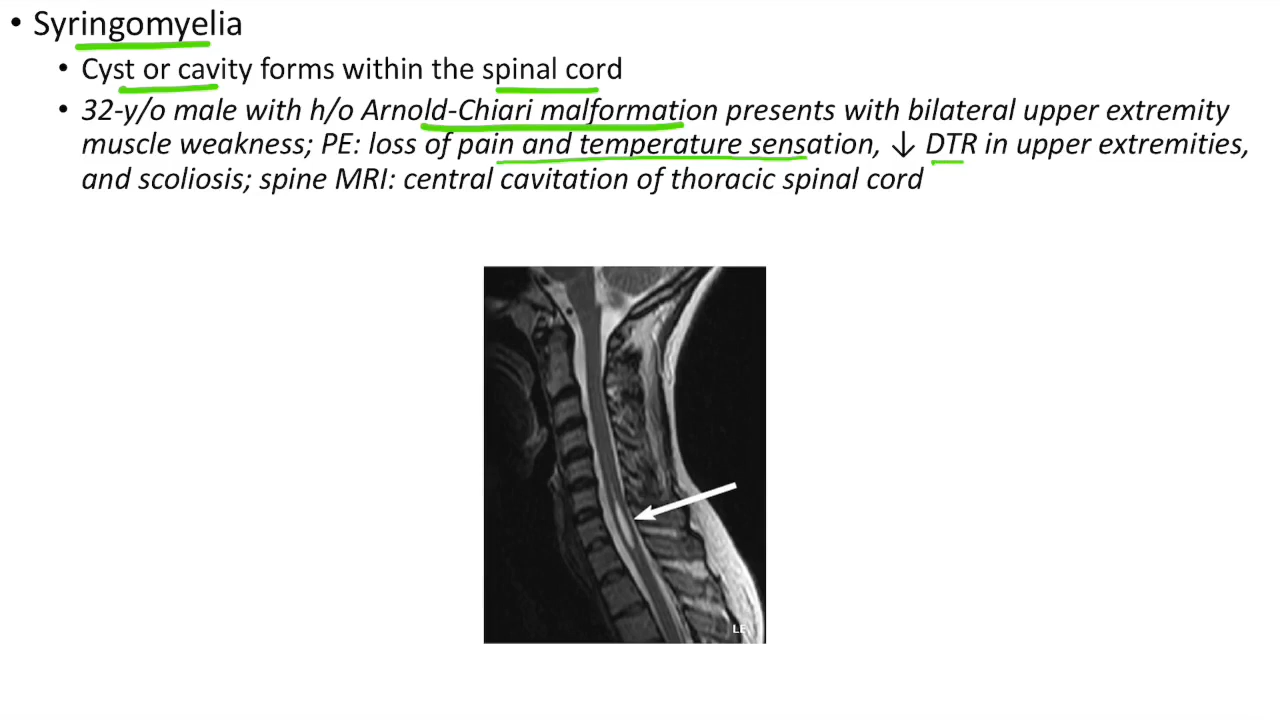 • Syringomyelia
• Cyst or cavity forms within the spinal cord
• 32-y/o male with h/o Arnold-Chiari malformation presents with bilateral upper extremity
muscle weakness; PE: loss of pain and temperature sensation, ↓ DTR in upper extremities,
and scoliosis; spine MRI: central cavitation of thoracic spinal cord